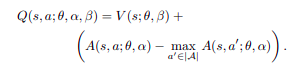 Q(s, a; θ, α, β) = V(s; θ, β) +
( A(s, a; θ, α) − max_{a'∈|𝒜|} A(s, a'; θ, α) ) .